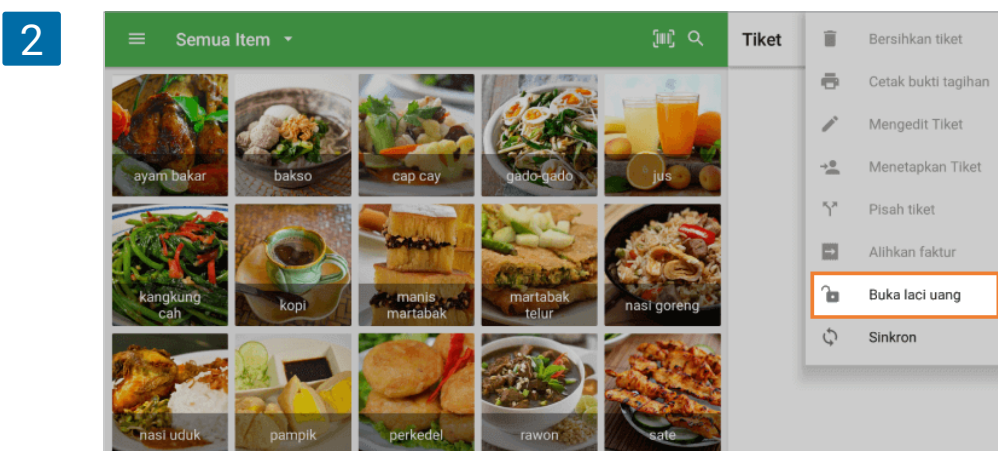 2
Semua Item
Tiket
Bersihkan tiket
Cetak bukti tagihan
Mengedit Tiket
Menetapkan Tiket
Pisah tiket
Alihkan faktur
Buka laci uang
Sinkron
ayam bakar
bakso
cap cay
gado-gado
jus
kangkung
cah
kopi
manis
martabak
martabak
telur
nasi goreng
nasi uduk
pampik
perkedel
rawon
sate